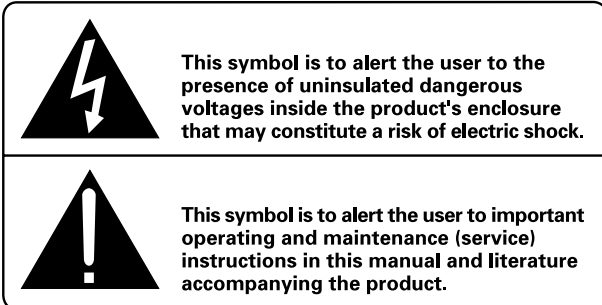 This symbol is to alert the user to the
presence of uninsulated dangerous
voltages inside the product's enclosure
that may constitute a risk of electric shock.
This symbol is to alert the user to important
operating and maintenance (service)
instructions in this manual and literature
accompanying the product.